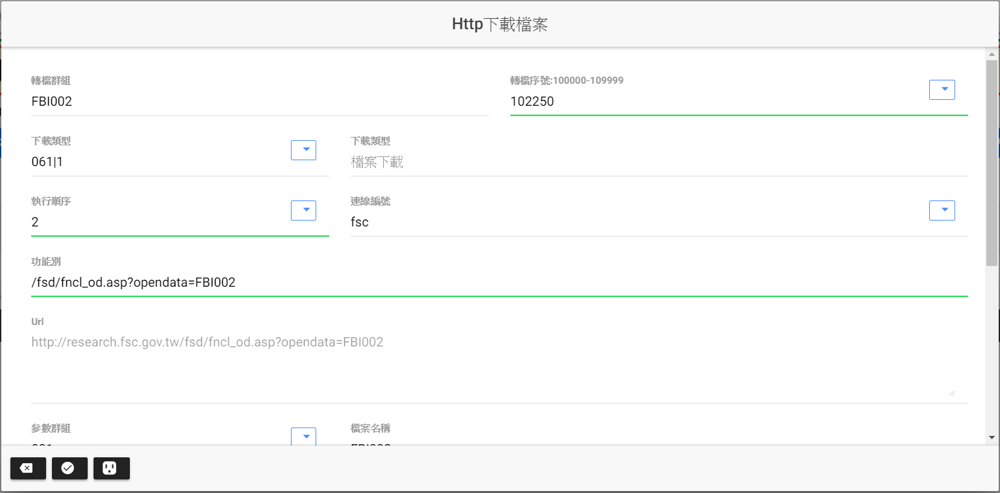 Http下載檔案
轉檔群組
轉檔序號:100000-109999
FBI002
102250
下載類型
下載類型
061|1
檔案下載
執行順序
連線編號
2
fsc
功能別
/fsd/fncl_od.asp?opendata=FBI002
Url
http://research.fsc.gov.tw/fsd/fncl_od.asp?opendata=FBI002
參數群組
檔案名稱